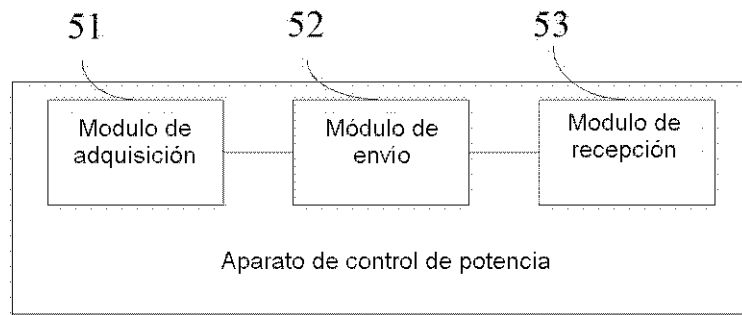 51 52 53
Modulo de
adquisición
Módulo de
envío
Modulo de
recepción
Aparato de control de potencia